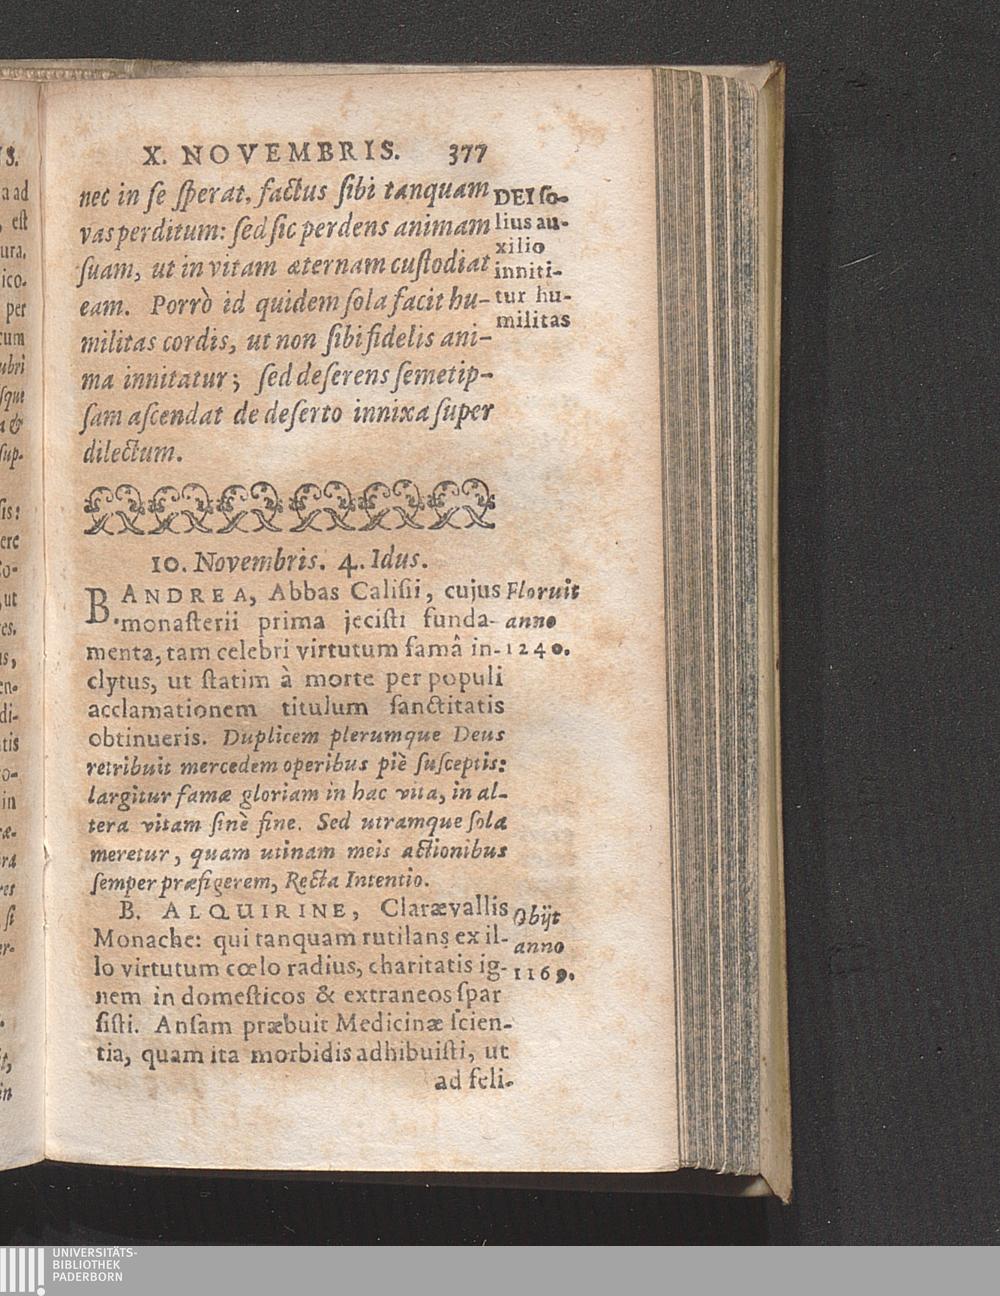 X. NOVEMBRIS. 377
nec in se sperat, factus sibi tanquam
vas perditum: sed sic perdens animam
suam, ut in vitam æternam custodiat
eam. Porrò id quidem sola facit hu-
militas cordis, ut non sibi fidelis ani-
ma innitatur; sed deserens semetip-
sam ascendat de deserto innixa super
dilectum.
DEI so-
lius au-
xilio
inniti-
tur hu-
militas
10. Novembris. 4. Idus.
B. ANDREA, Abbas Calisii, cujus
monasterii prima jecisti funda-
menta, tam celebri virtutum famâ in-
clytus, ut statim à morte per populi
acclamationem titulum sanctitatis
obtinueris. Duplicem plerumque Deus
retribuit mercedem operibus piè susceptis:
largitur famæ gloriam in hac vita, in al-
tera vitam sinè fine. Sed utramque sola
meretur, quam utinam meis actionibus
semper præfigerem, Recta Intentio.
Floruit
anno
1240.
B. ALQUIRINE, Clarævallis
Monache: qui tanquam rutilans ex il-
lo virtutum cœlo radius, charitatis ig-
nem in domesticos & extraneos spar
sisti. Ansam præbuit Medicinæ scien-
tia, quam ita morbidis adhibuisti, ut
ad feli-
Obijt
anno
1169.
UNIVERSITÄTS-
BIBLIOTHEK
PADERBORN